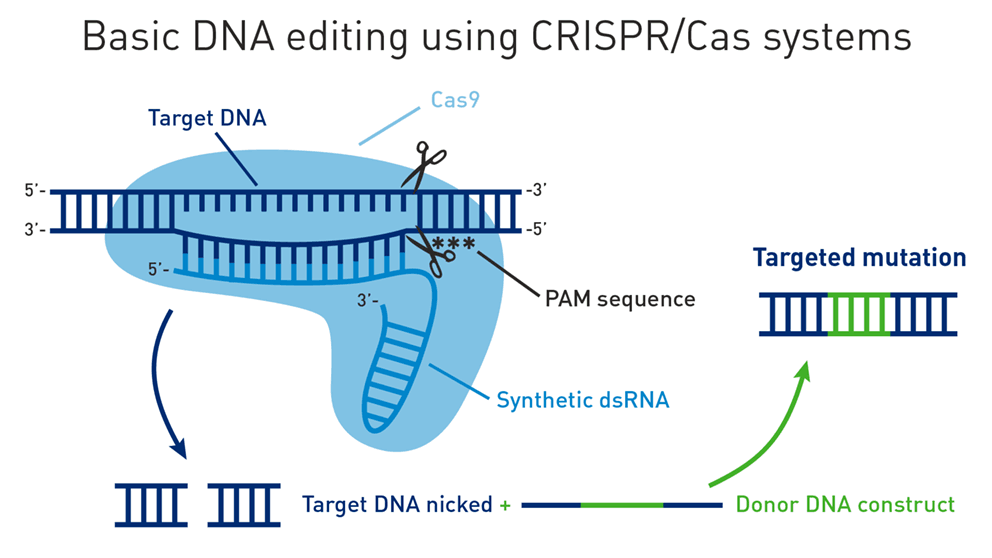 Basic DNA editing using CRISPR/Cas systems
Cas9
Target DNA
5’-
-3’
3’-
-5’
***
5’-
Targeted mutation
3’-
PAM sequence
Synthetic dsRNA
Target DNA nicked +
Donor DNA construct